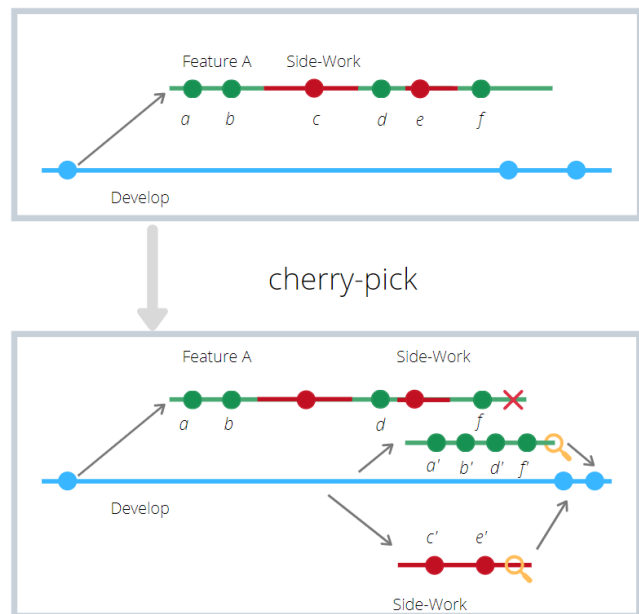 Feature A Side-Work
a b c d e f
Develop
cherry-pick
Feature A Side-Work
a b d f
a' b' d' f'
Develop
c' e'
Side-Work